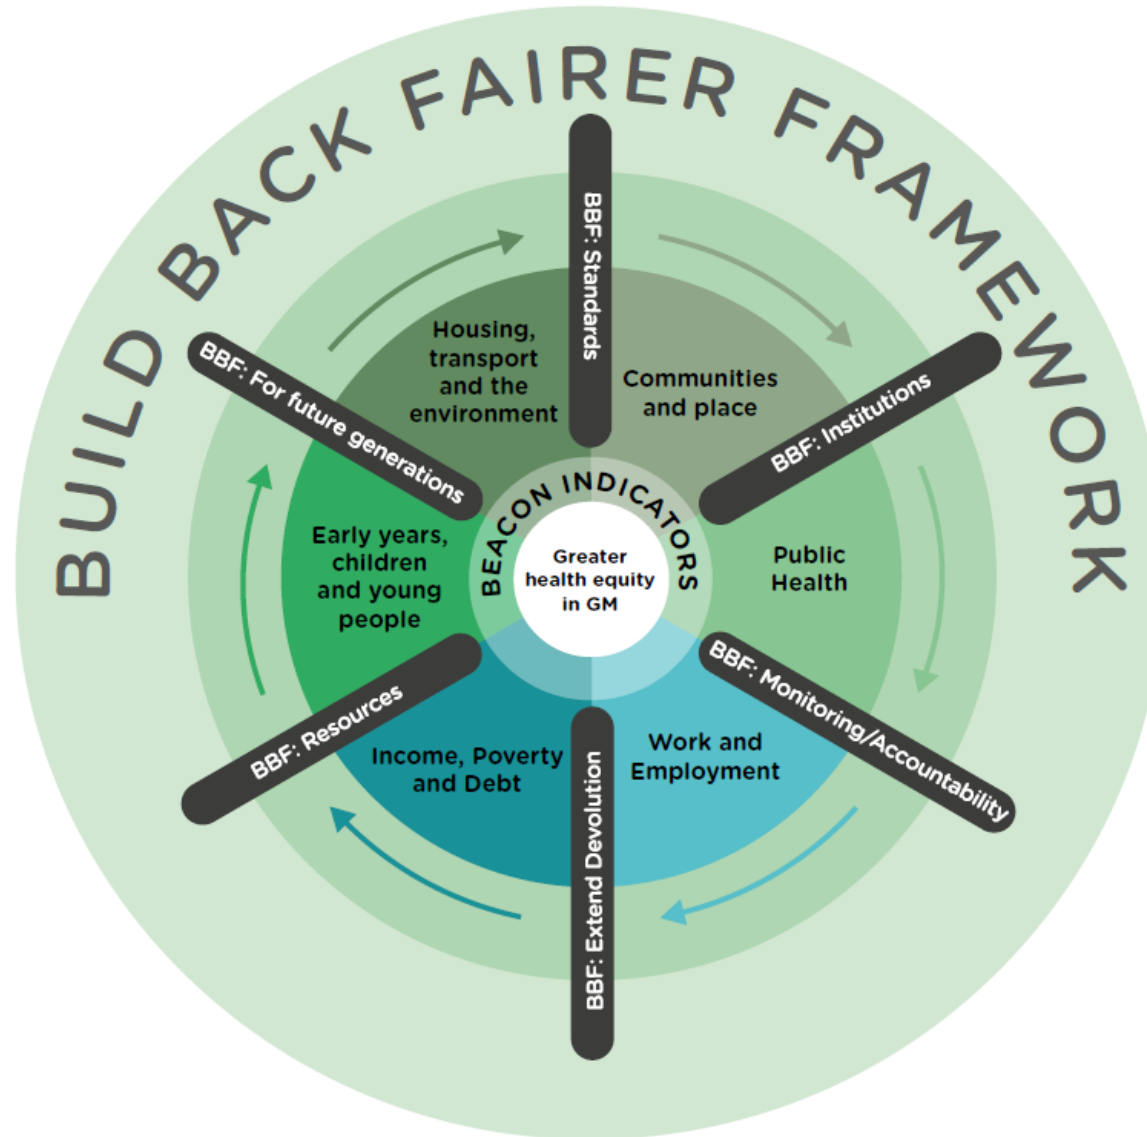 BUILD BACK FAIRER FRAMEWORK
BBF: Standards
BBF: Institutions
BBF: Monitoring/Accountability
BBF: Extend Devolution
BBF: Resources
BBF: For future generations
Housing,
transport
and the
environment
Communities
and place
Public
Health
Work and
Employment
Income, Poverty
and Debt
Early years,
children
and young
people
BEACON INDICATORS
Greater
health equity
in GM